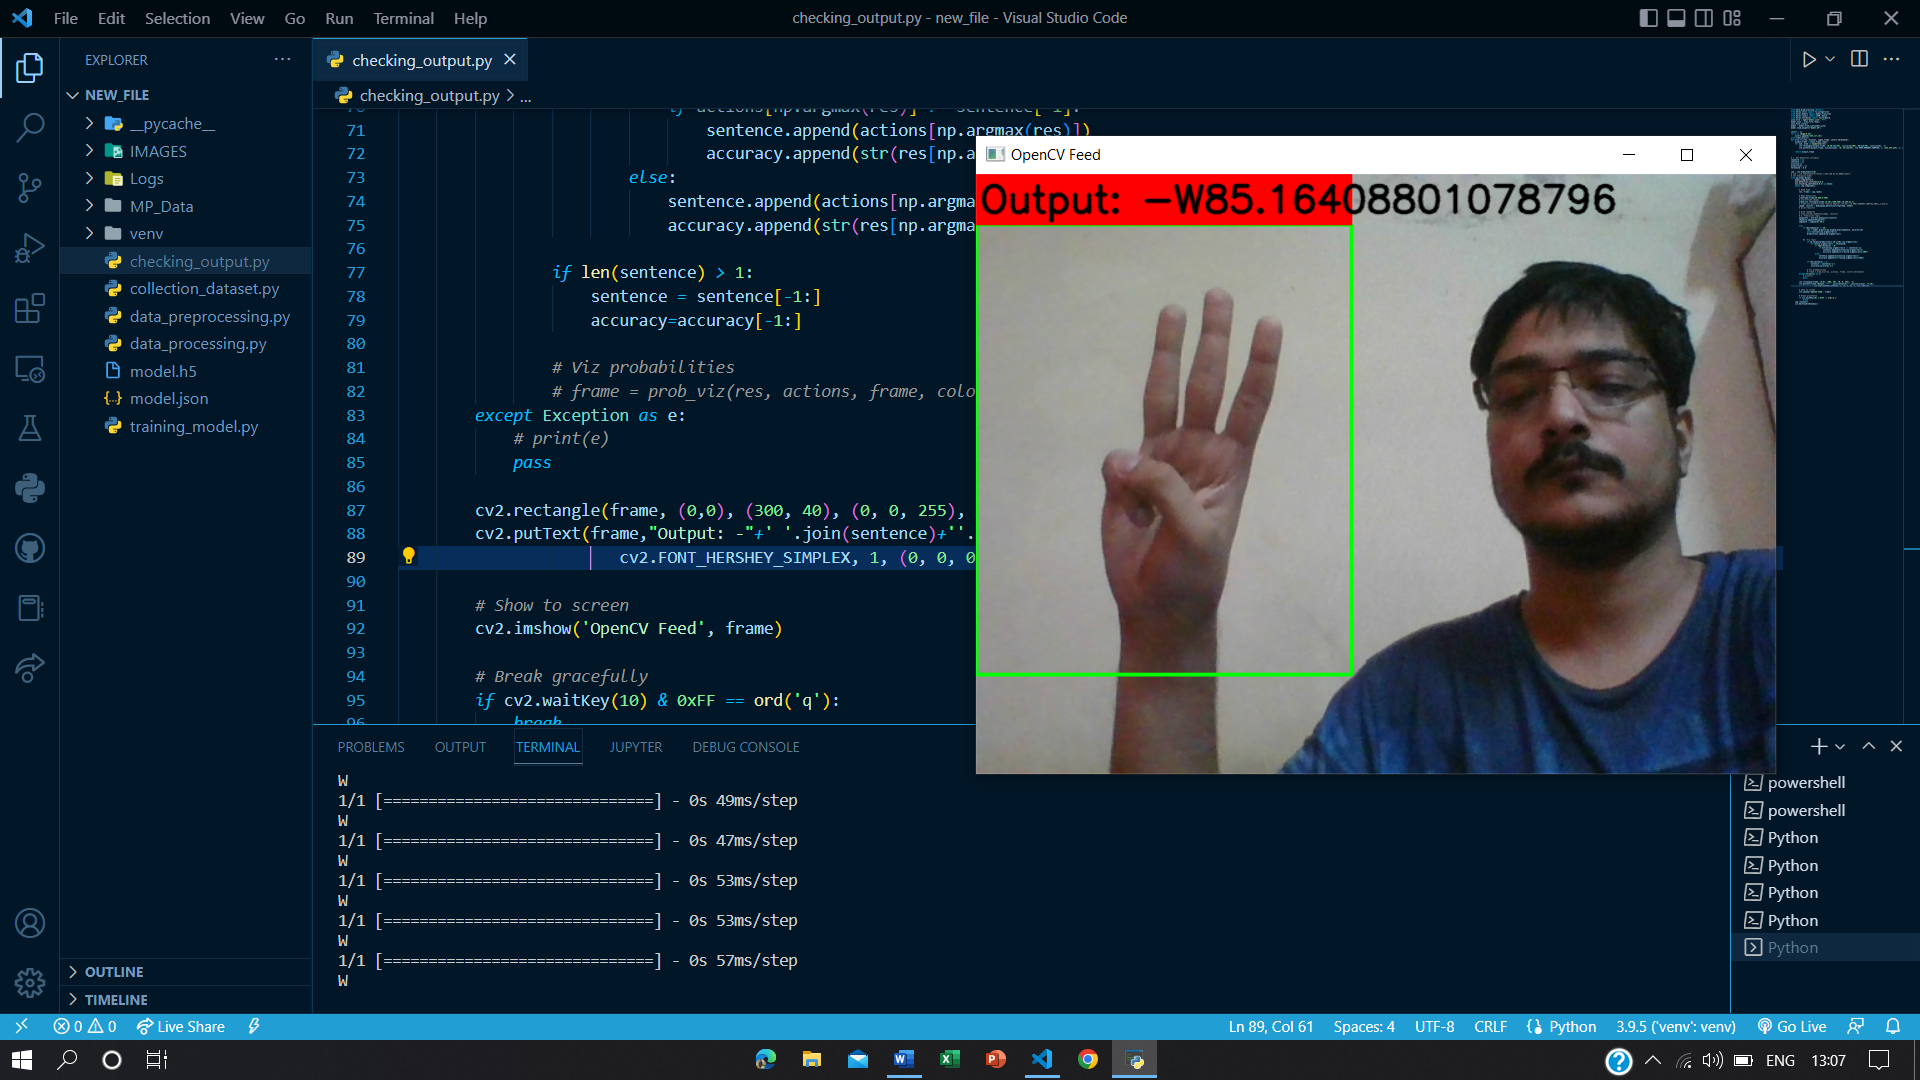 File Edit Selection View Go Run Terminal Help
checking_output.py - new_file - Visual Studio Code
EXPLORER
NEW_FILE
__pycache__
IMAGES
Logs
MP_Data
venv
checking_output.py
collection_dataset.py
data_preprocessing.py
data_processing.py
model.h5
model.json
training_model.py
OUTLINE
TIMELINE
checking_output.py
checking_output.py > ...
71 sentence.append(actions[np.argmax(res)])
72 accuracy.append(str(res[np.a
73 else:
74 sentence.append(actions[np.argma
75 accuracy.append(str(res[np.argma
76
77 if len(sentence) > 1:
78 sentence = sentence[-1:]
79 accuracy=accuracy[-1:]
80
81 # Viz probabilities
82 # frame = prob_viz(res, actions, frame, colo
83 except Exception as e:
84 # print(e)
85 pass
86
87 cv2.rectangle(frame, (0,0), (300, 40), (0, 0, 255),
88 cv2.putText(frame,"Output: -"+' '.join(sentence)+''.
89 cv2.FONT_HERSHEY_SIMPLEX, 1, (0, 0, 0
90
91 # Show to screen
92 cv2.imshow('OpenCV Feed', frame)
93
94 # Break gracefully
95 if cv2.waitKey(10) & 0xFF == ord('q'):
96 break
OpenCV Feed
Output: -W85.16408801078796
PROBLEMS OUTPUT TERMINAL JUPYTER DEBUG CONSOLE
W
1/1 [==============================] - 0s 49ms/step
W
1/1 [==============================] - 0s 47ms/step
W
1/1 [==============================] - 0s 53ms/step
W
1/1 [==============================] - 0s 53ms/step
W
1/1 [==============================] - 0s 57ms/step
W
powershell
powershell
Python
Python
Python
Python
Python
0 0 Live Share
Ln 89, Col 61 Spaces: 4 UTF-8 CRLF Python 3.9.5 ('venv': venv) Go Live
ENG 13:07